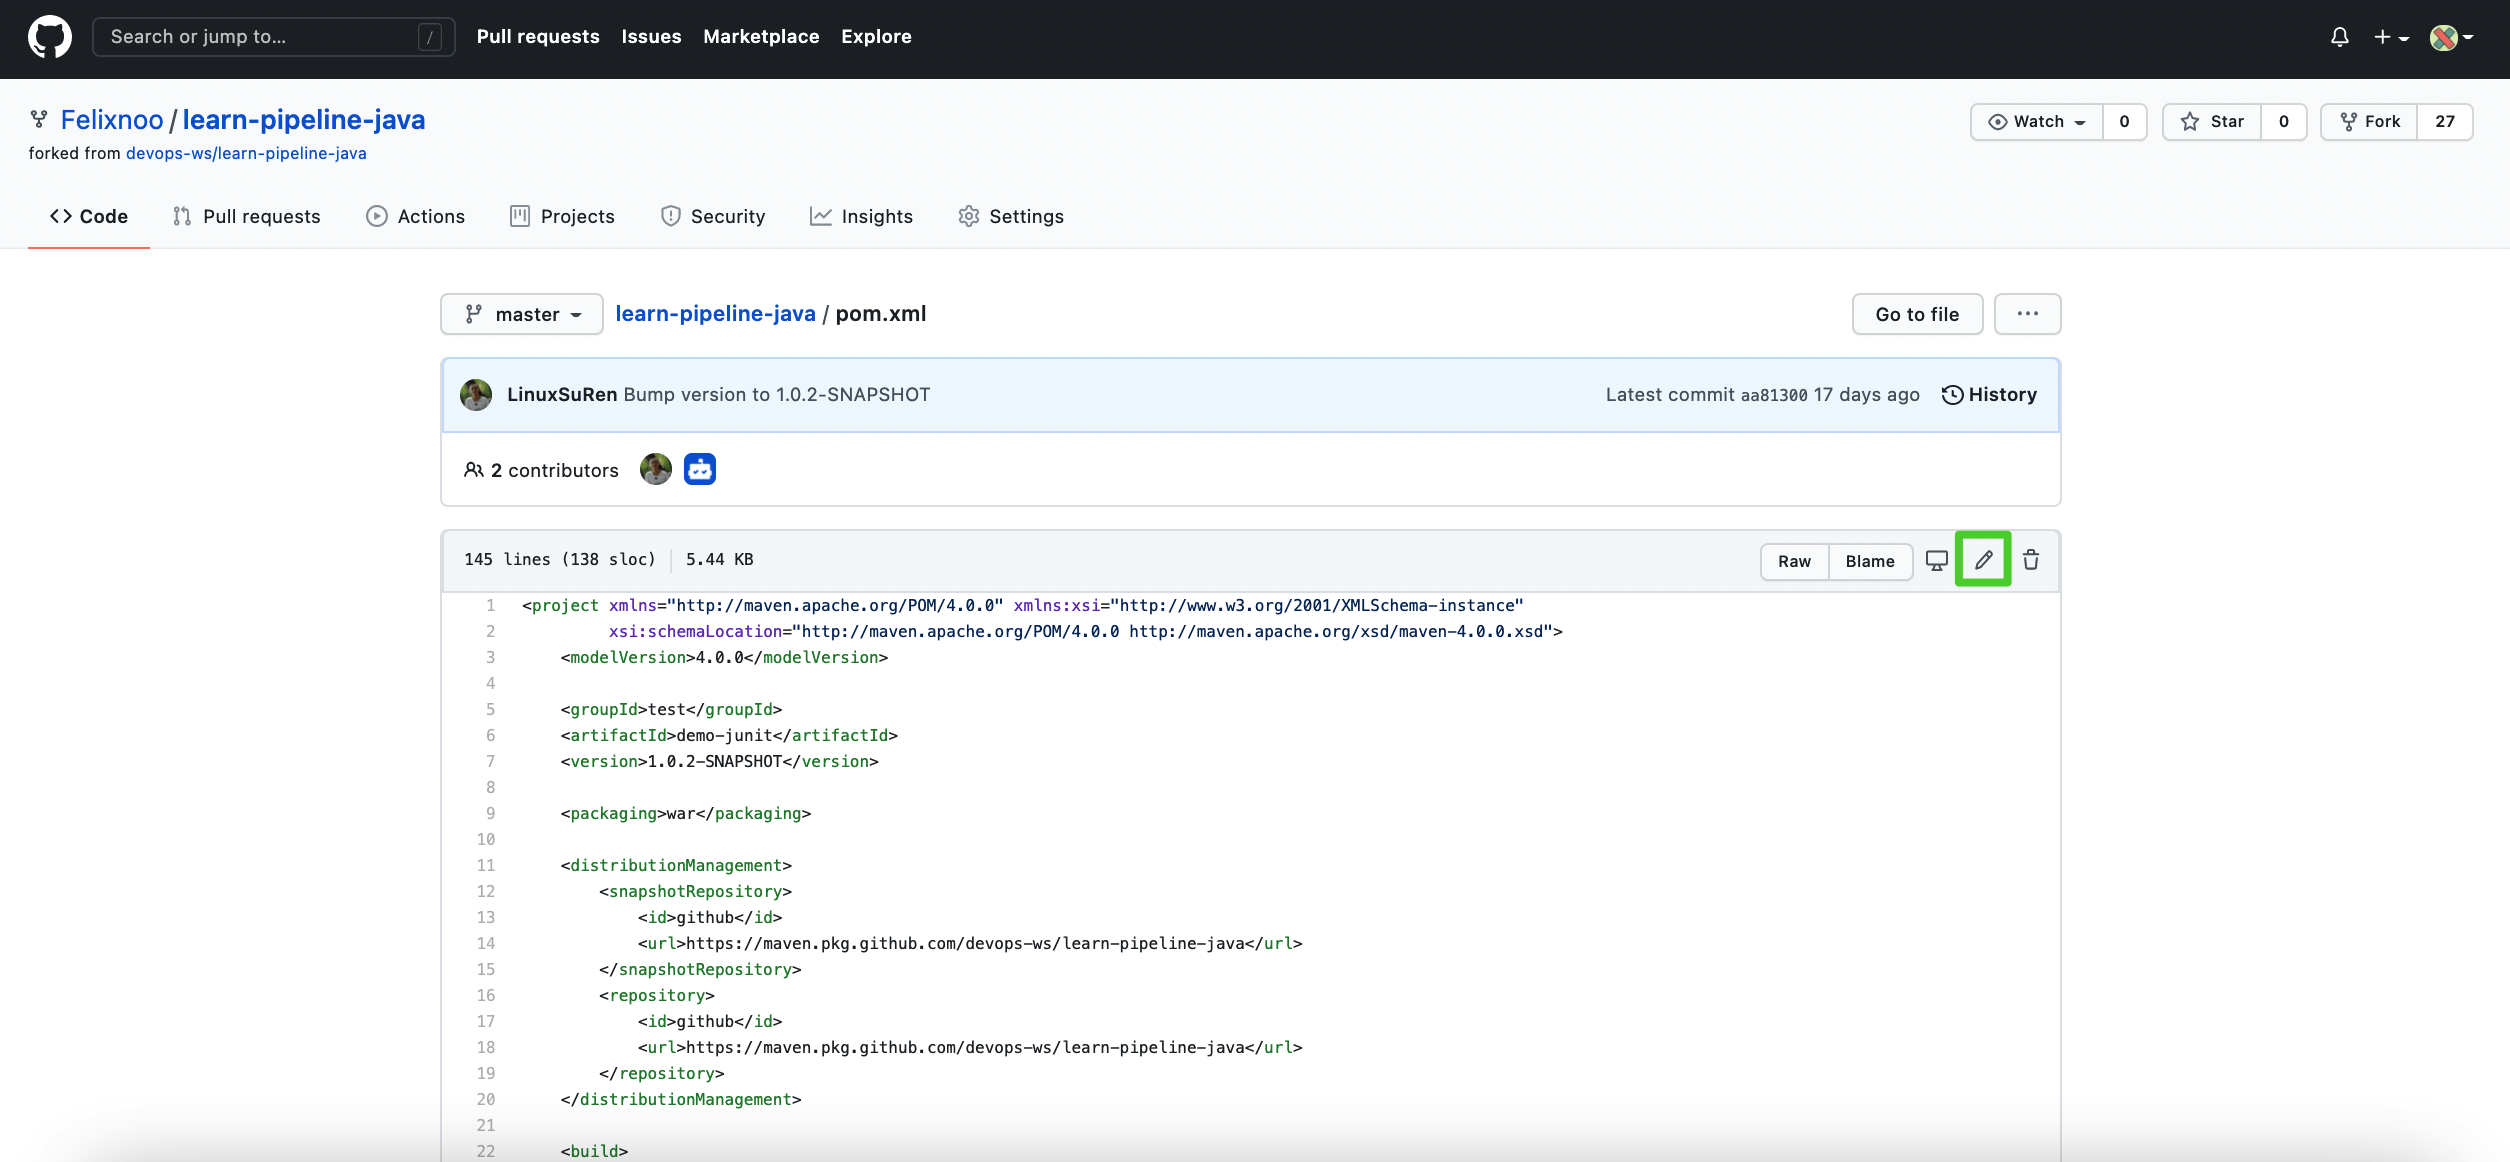 Search or jump to... /
Pull requests Issues Marketplace Explore
Felixnoo / learn-pipeline-java
forked from devops-ws/learn-pipeline-java
Watch 0 Star 0 Fork 27
Code Pull requests Actions Projects Security Insights Settings
master learn-pipeline-java / pom.xml Go to file ...
LinuxSuRen Bump version to 1.0.2-SNAPSHOT Latest commit aa81300 17 days ago History
2 contributors
145 lines (138 sloc) 5.44 KB Raw Blame
1 <project xmlns="http://maven.apache.org/POM/4.0.0" xmlns:xsi="http://www.w3.org/2001/XMLSchema-instance"
2 xsi:schemaLocation="http://maven.apache.org/POM/4.0.0 http://maven.apache.org/xsd/maven-4.0.0.xsd">
3 <modelVersion>4.0.0</modelVersion>
4
5 <groupId>test</groupId>
6 <artifactId>demo-junit</artifactId>
7 <version>1.0.2-SNAPSHOT</version>
8
9 <packaging>war</packaging>
10
11 <distributionManagement>
12 <snapshotRepository>
13 <id>github</id>
14 <url>https://maven.pkg.github.com/devops-ws/learn-pipeline-java</url>
15 </snapshotRepository>
16 <repository>
17 <id>github</id>
18 <url>https://maven.pkg.github.com/devops-ws/learn-pipeline-java</url>
19 </repository>
20 </distributionManagement>
21
22 <build>